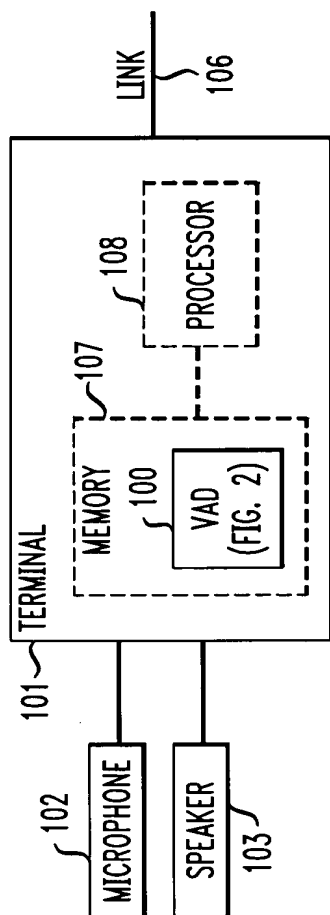 101
TERMINAL
102
MICROPHONE
SPEAKER
103
MEMORY
107
100
VAD
(FIG. 2)
108
PROCESSOR
LINK
106